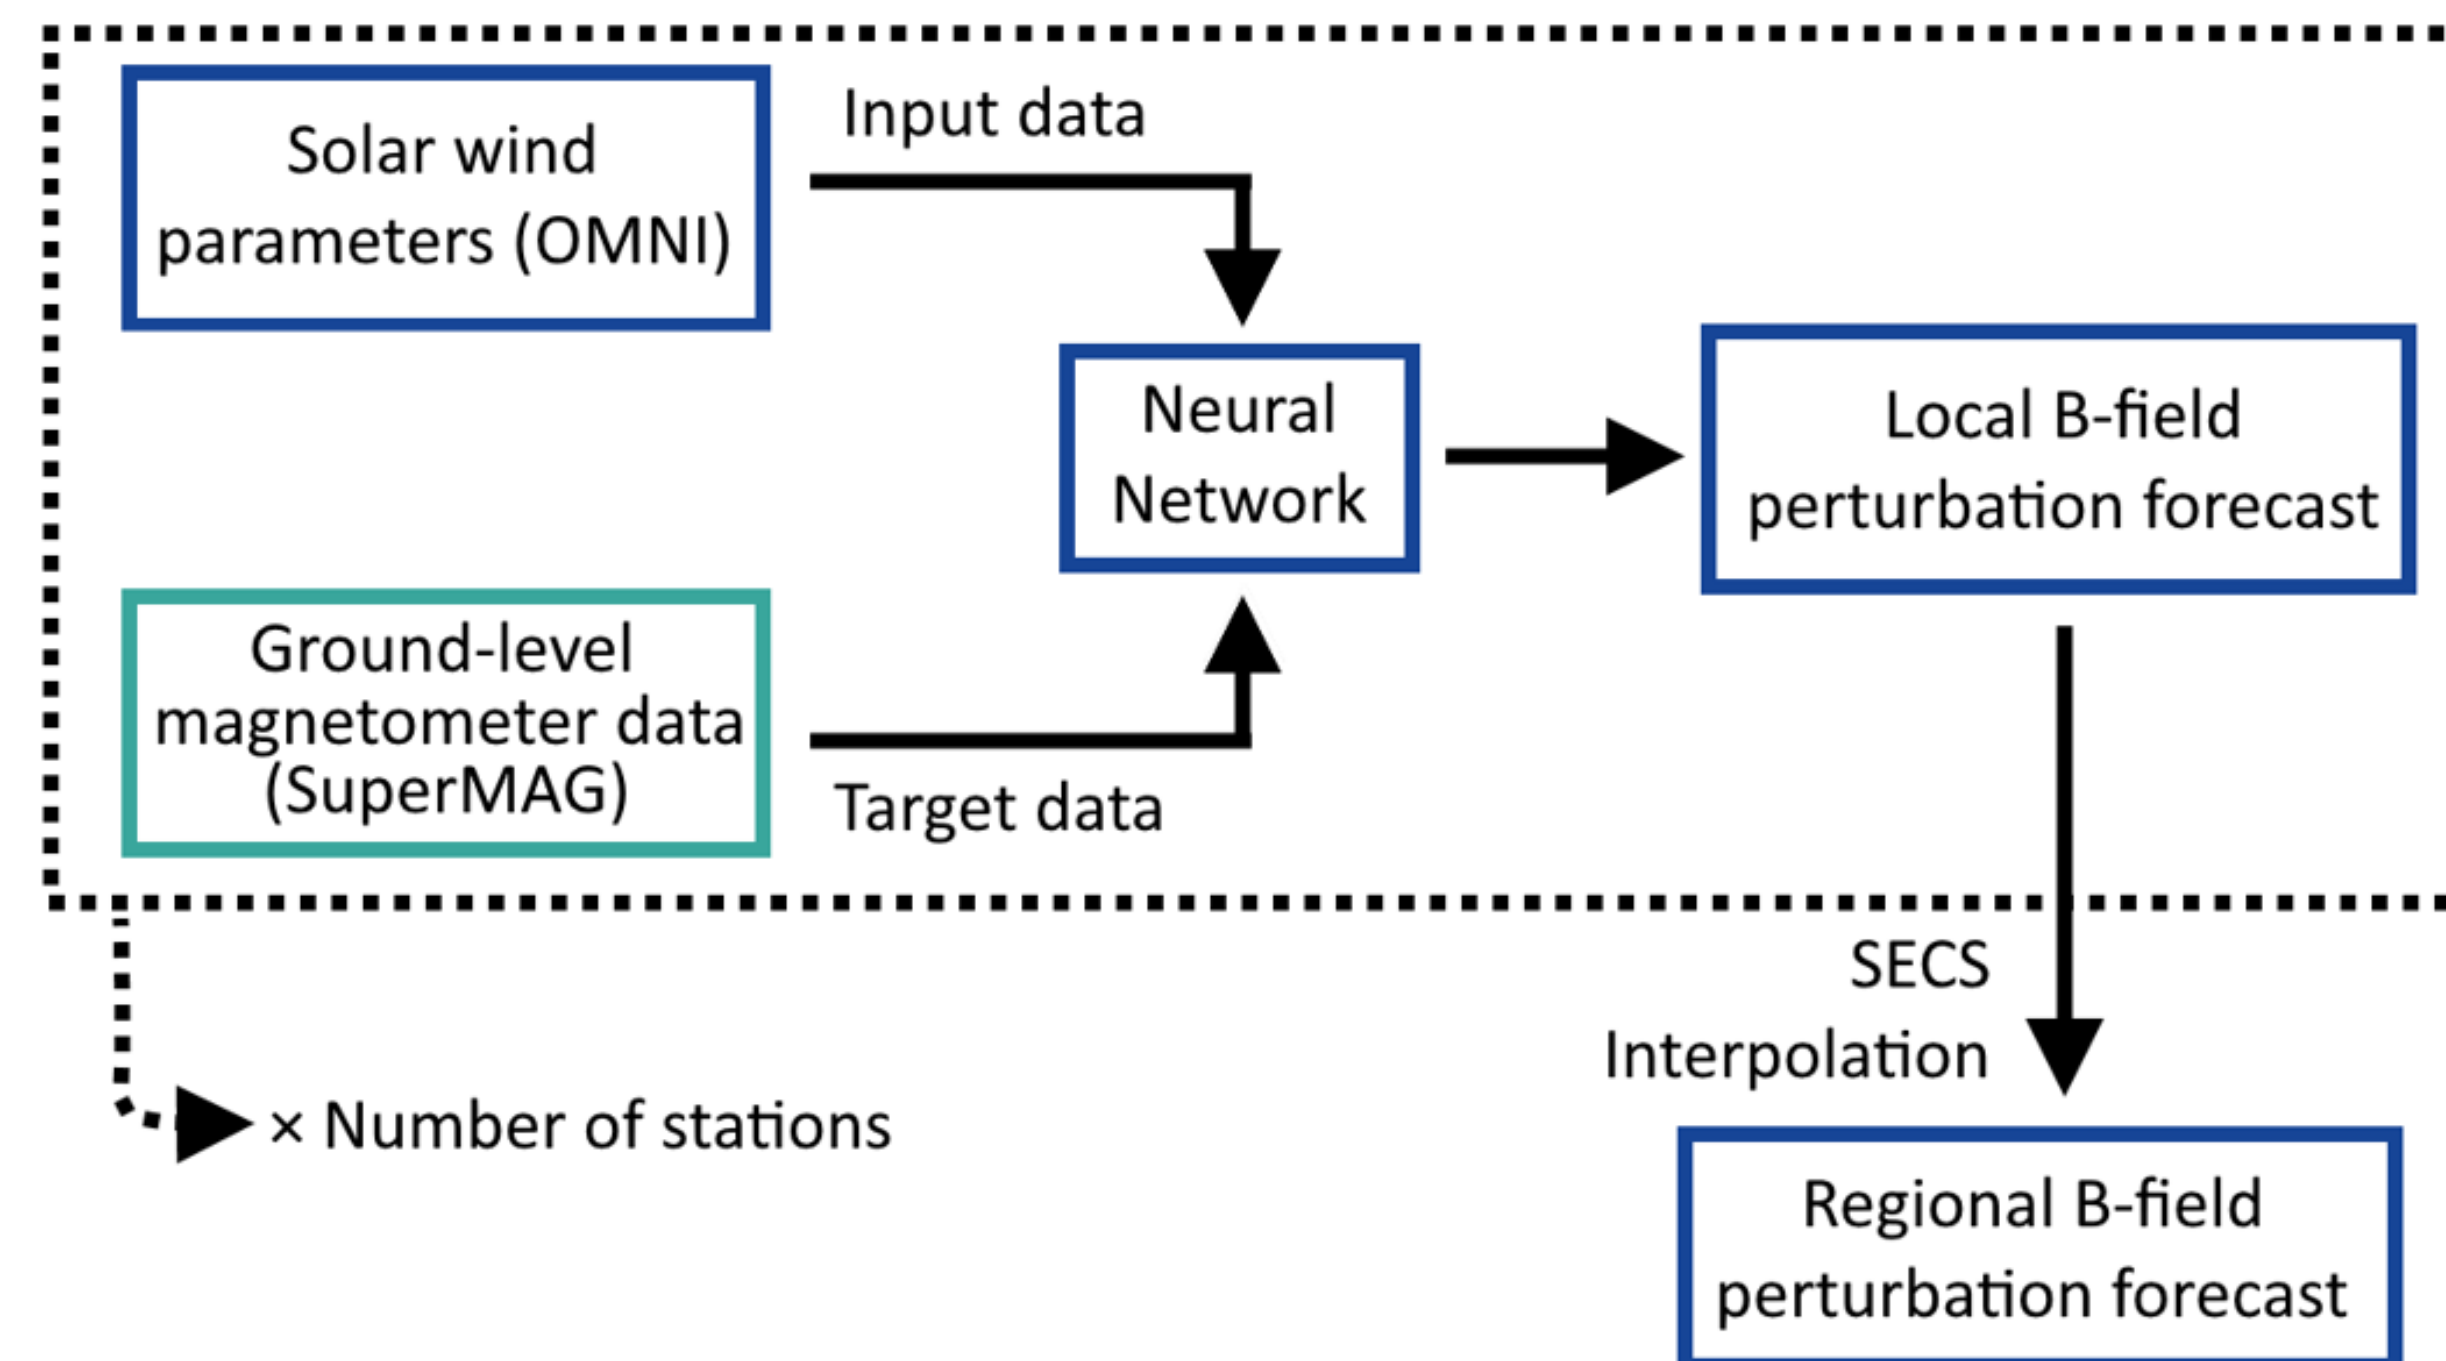 Solar wind
parameters (OMNI)
Input data
Neural
Network
Local B-field
perturbation forecast
Ground-level
magnetometer data
(SuperMAG)
Target data
SECS
Interpolation
× Number of stations
Regional B-field
perturbation forecast